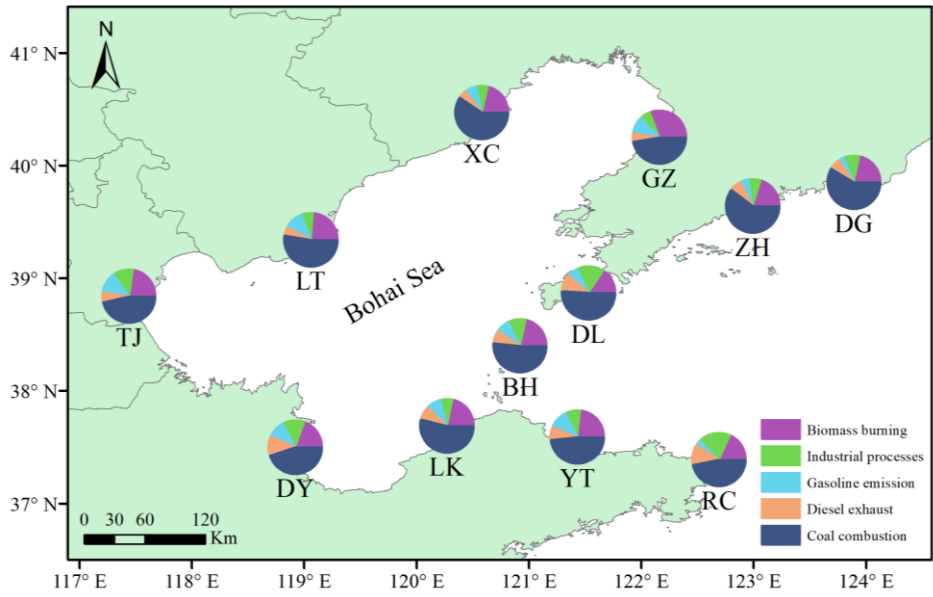 41° N
N
XC
40° N
GZ
DG
ZH
LT
39° N
Bohai Sea
TJ
DL
BH
38° N
Biomass burning
LK
Industrial processes
YT
DY
Gasoline emission
RC
37° N
Diesel exhaust
0 30 60 120
Km
Coal combustion
117° E 118° E 119° E 120° E 121° E 122° E 123° E 124° E